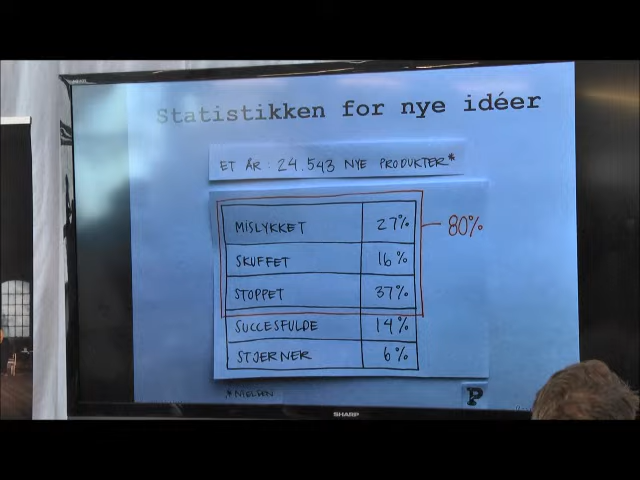 Statistikken for nye idéer
ET ÅR: 24.543 NYE PRODUKTER*
MISLYKKET 27%
80%
SKUFFET 16%
STOPPET 37%
SUCCESFULDE 14%
STJERNER 6%
*NIELSEN
P
SHARP